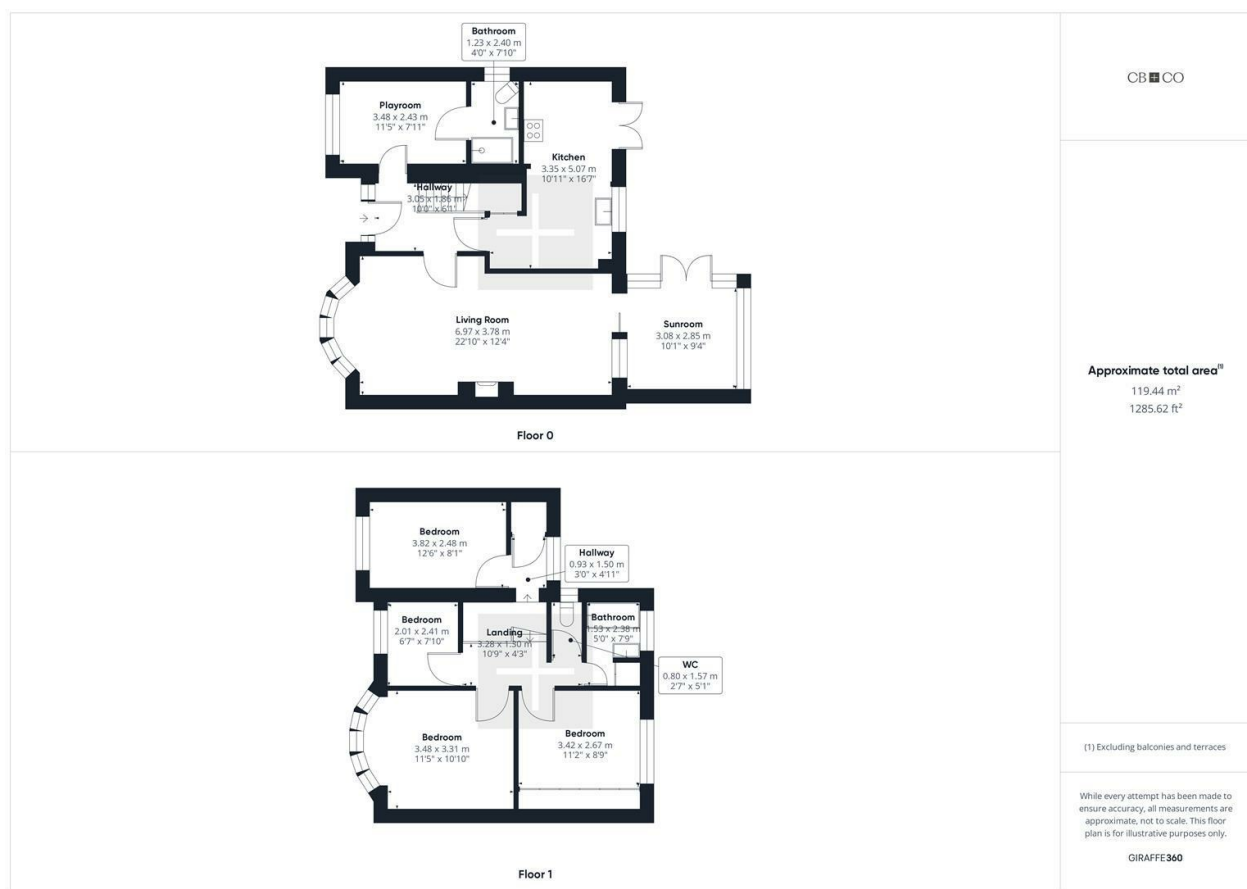 Bathroom
1.23 x 2.40 m
4'0" x 7'10"
Playroom
3.48 x 2.43 m
11'5" x 7'11"
Kitchen
3.35 x 5.07 m
10'11" x 16'7"
Hallway
3.05 x 1.86 m
10'0" x 6'1"
Living Room
6.97 x 3.78 m
22'10" x 12'4"
Sunroom
3.08 x 2.85 m
10'1" x 9'4"
Floor 0
Bedroom
3.82 x 2.48 m
12'6" x 8'1"
Hallway
0.93 x 1.50 m
3'0" x 4'11"
Bedroom
2.01 x 2.41 m
6'7" x 7'10"
Landing
3.28 x 1.30 m
10'9" x 4'3"
Bathroom
1.53 x 2.38 m
5'0" x 7'9"
WC
0.80 x 1.57 m
2'7" x 5'1"
Bedroom
3.48 x 3.31 m
11'5" x 10'10"
Bedroom
3.42 x 2.67 m
11'2" x 8'9"
Floor 1
CB CO
Approximate total area(1)
119.44 m²
1285.62 ft²
(1) Excluding balconies and terraces
While every attempt has been made to
ensure accuracy, all measurements are
approximate, not to scale. This floor
plan is for illustrative purposes only.
GIRAFFE360